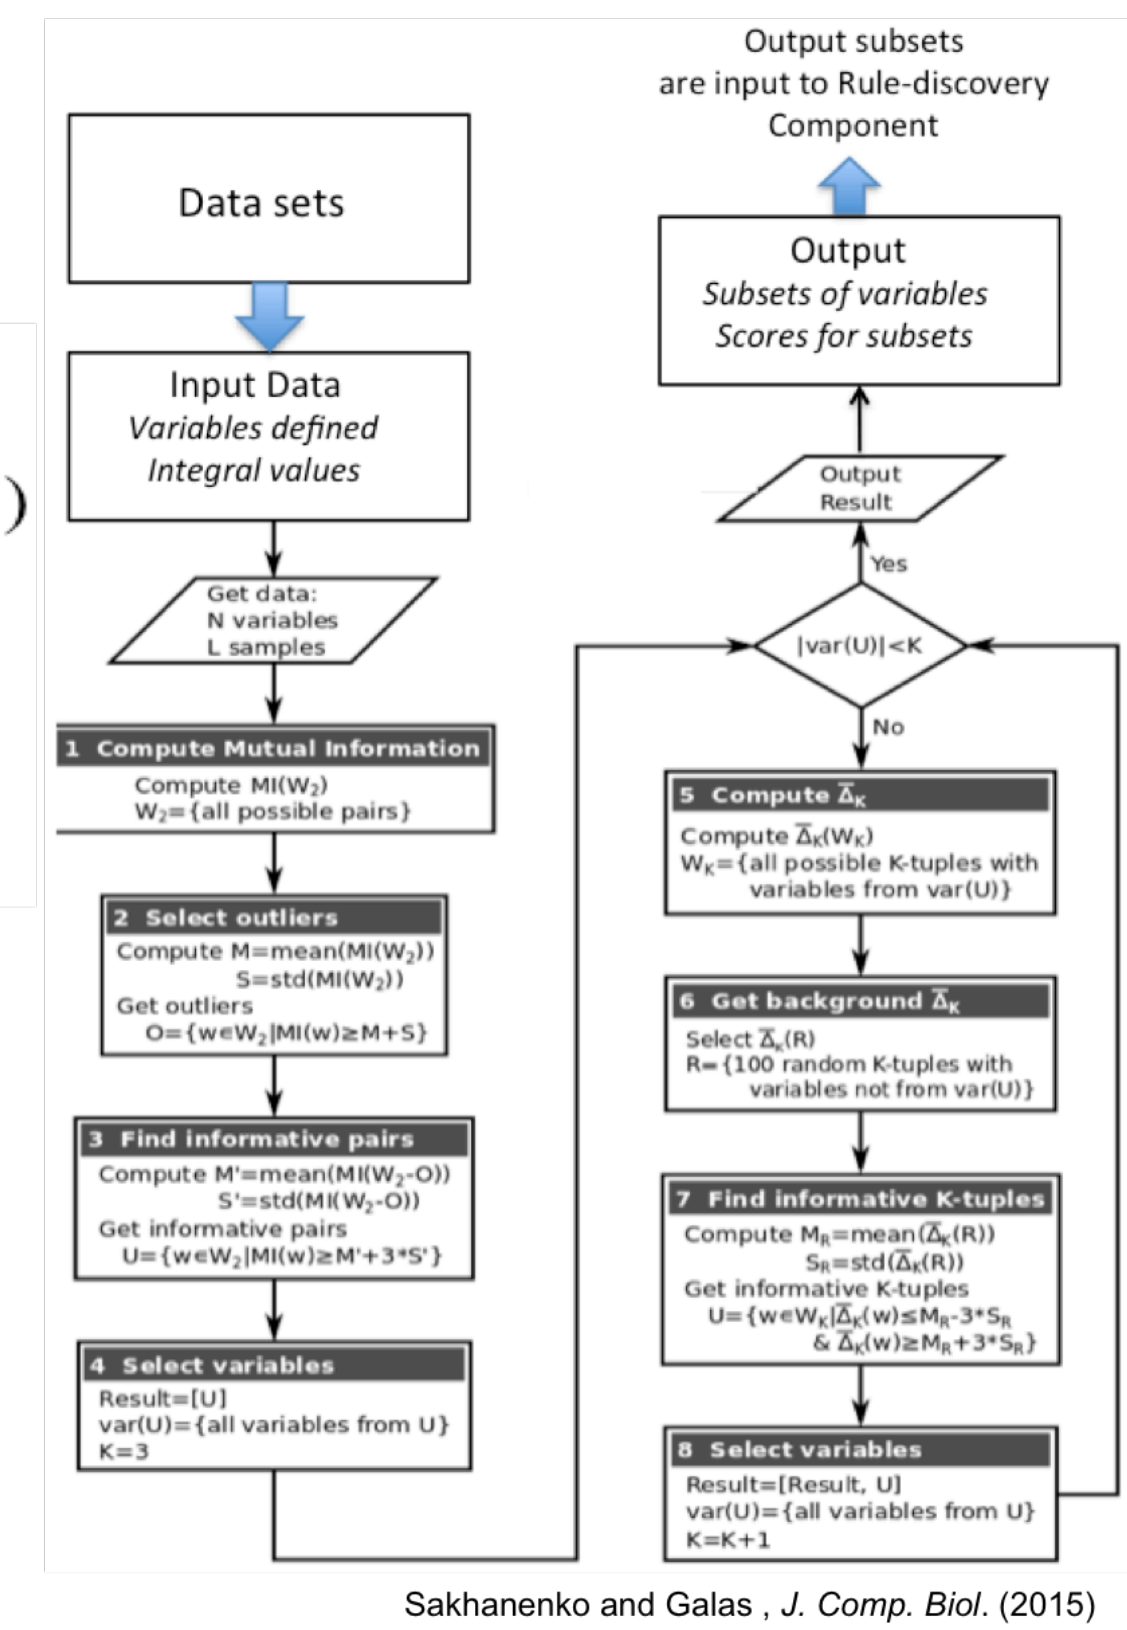 Data sets
Input Data
Variables defined
Integral values
)
Get data:
N variables
L samples
1 Compute Mutual Information
Compute MI(W₂)
W₂={all possible pairs}
2 Select outliers
Compute M=mean(MI(W₂))
S=std(MI(W₂))
Get outliers
O={w∈W₂|MI(w)≥M+S}
3 Find informative pairs
Compute M'=mean(MI(W₂-O))
S'=std(MI(W₂-O))
Get informative pairs
U={w∈W₂|MI(w)≥M'+3*S'}
4 Select variables
Result=[U]
var(U)={all variables from U}
K=3
Output subsets
are input to Rule-discovery
Component
Output
Subsets of variables
Scores for subsets
Output
Result
Yes
|var(U)|<K
No
5 Compute Δ̅ₖ
Compute Δ̅ₖ(Wₖ)
Wₖ={all possible K-tuples with
variables from var(U)}
6 Get background Δ̅ₖ
Select Δ̅ₖ(R)
R={100 random K-tuples with
variables not from var(U)}
7 Find informative K-tuples
Compute M_R=mean(Δ̅ₖ(R))
S_R=std(Δ̅ₖ(R))
Get informative K-tuples
U={w∈Wₖ|Δ̅ₖ(w)≤M_R-3*S_R
& Δ̅ₖ(w)≥M_R+3*S_R}
8 Select variables
Result=[Result, U]
var(U)={all variables from U}
K=K+1
Sakhanenko and Galas , J. Comp. Biol. (2015)